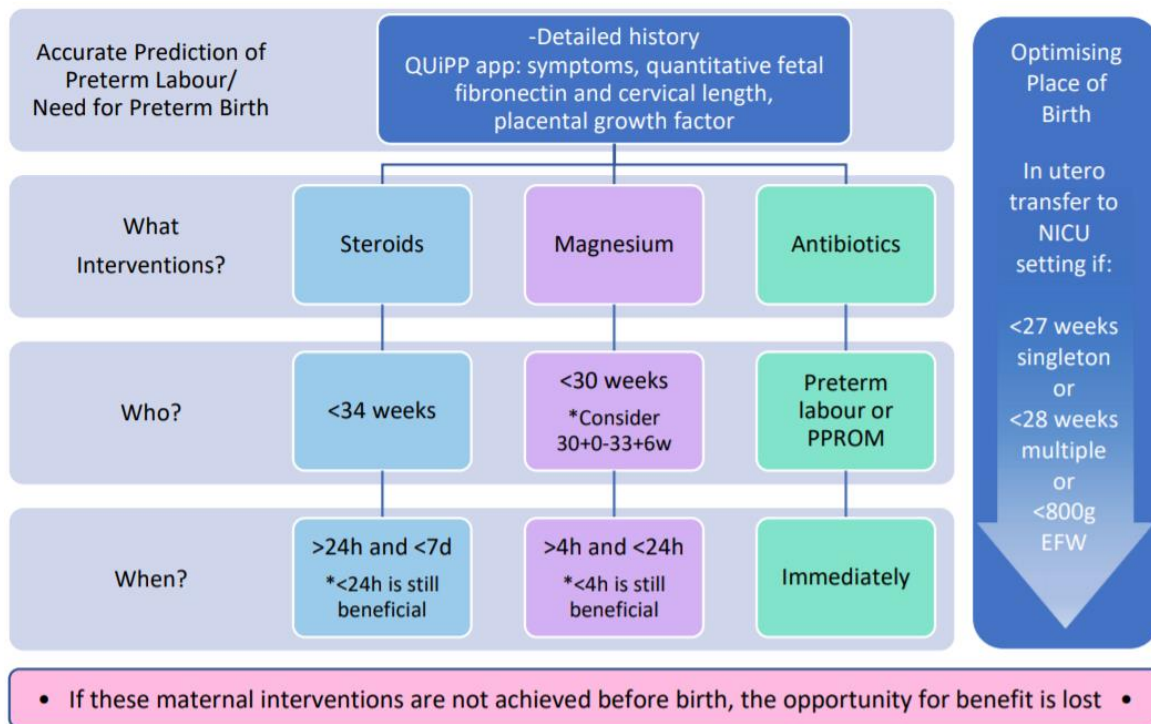 Accurate Prediction of
Preterm Labour/
Need for Preterm Birth
-Detailed history
QUiPP app: symptoms, quantitative fetal
fibronectin and cervical length,
placental growth factor
What
Interventions?
Steroids
Magnesium
Antibiotics
Who?
<34 weeks
<30 weeks
*Consider
30+0-33+6w
Preterm
labour or
PPROM
When?
>24h and <7d
*<24h is still
beneficial
>4h and <24h
*<4h is still
beneficial
Immediately
Optimising
Place of
Birth
In utero
transfer to
NICU
setting if:
<27 weeks
singleton
or
<28 weeks
multiple
or
<800g
EFW
• If these maternal interventions are not achieved before birth, the opportunity for benefit is lost •